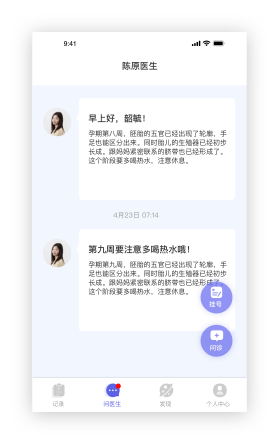 9:41
陈原医生
早上好，韶毓！
孕期第八周，胚胎的五官已经出现了轮廓，手
足也能区分出来。同时胎儿的生殖器已经初步
长成。跟妈妈紧密联系的脐带也已经形成了。
这个阶段要多喝热水，注意休息。
4月23日 07:14
第九周要注意多喝热水哦！
孕期第九周，胚胎的五官已经出现了轮廓，手
足也能区分出来。同时胎儿的生殖器已经初步
长成。跟妈妈紧密联系的脐带也已经形成了。
这个阶段要多喝热水，注意休息。
挂号
问诊
记录
问医生
发现
个人中心